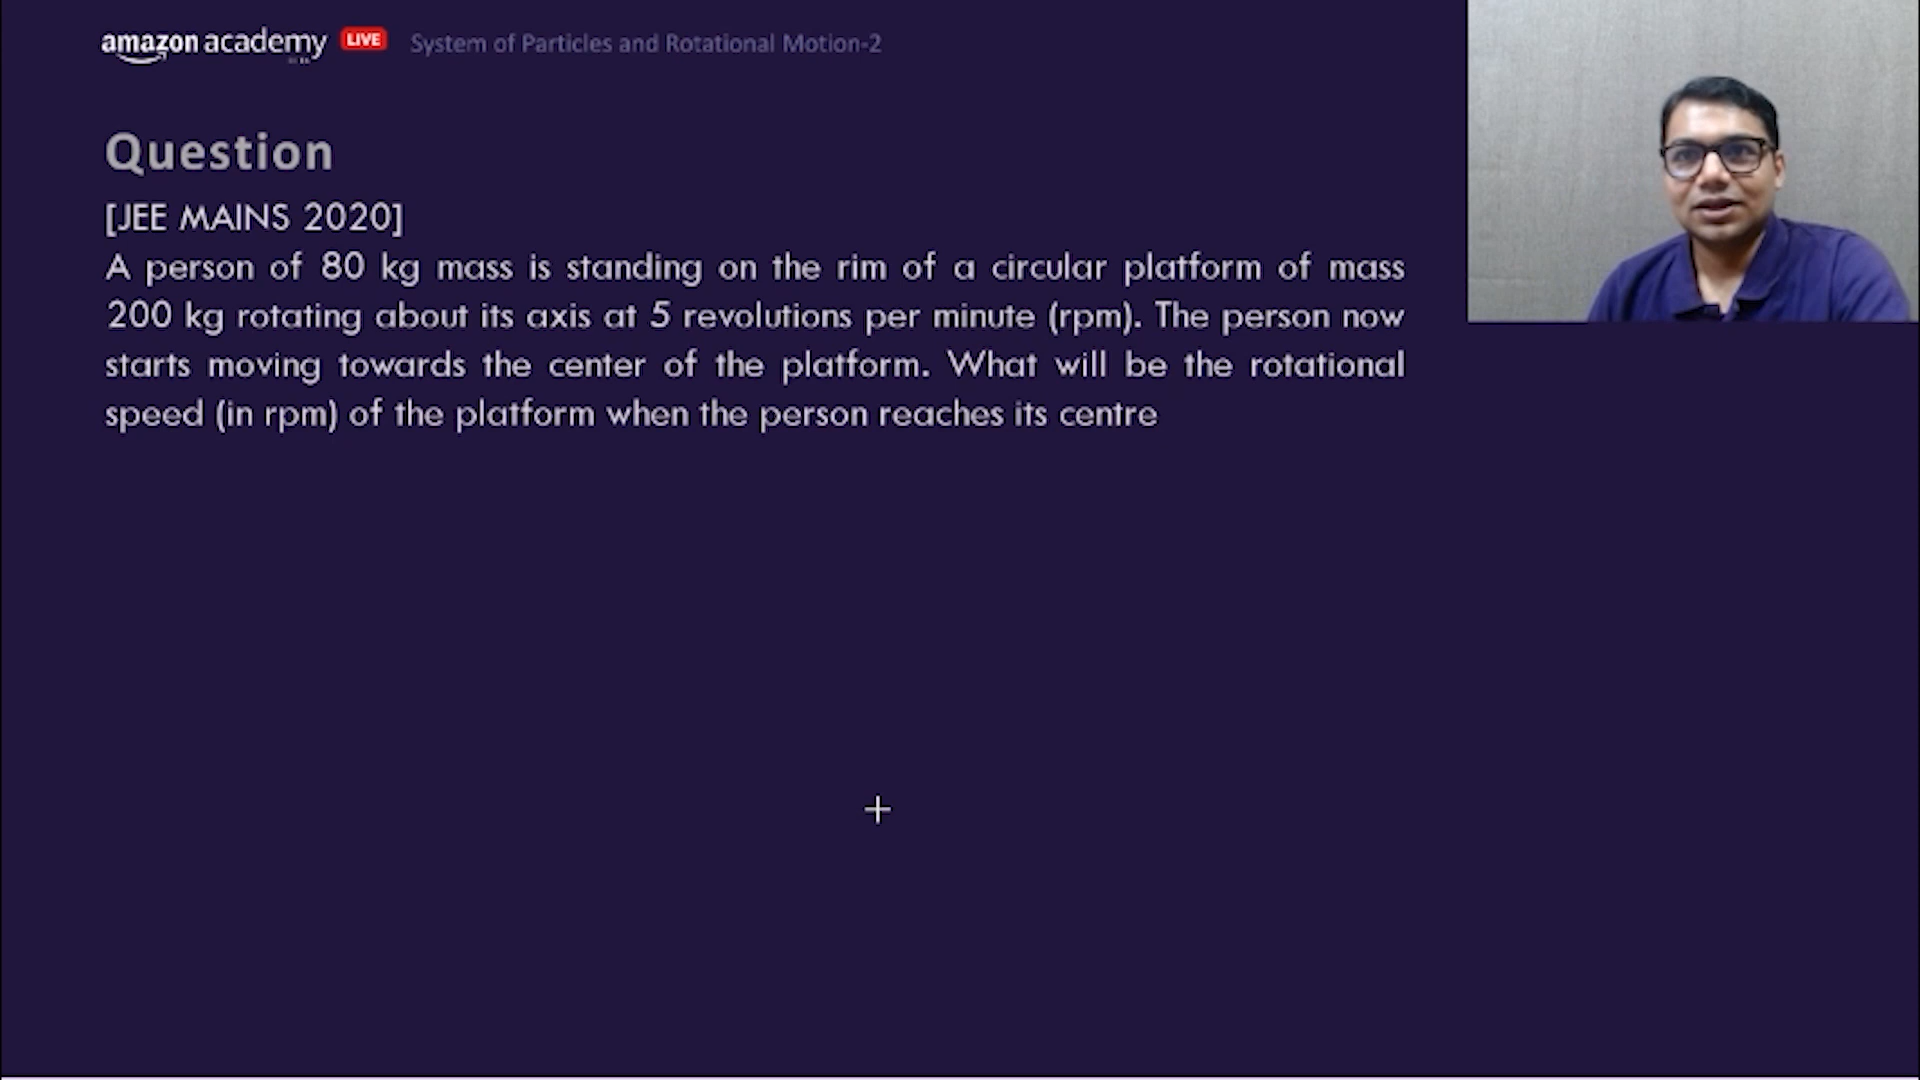 amazon academy LIVE System of Particles and Rotational Motion-2
Question
[JEE MAINS 2020]
A person of 80 kg mass is standing on the rim of a circular platform of mass
200 kg rotating about its axis at 5 revolutions per minute (rpm). The person now
starts moving towards the center of the platform. What will be the rotational
speed (in rpm) of the platform when the person reaches its centre